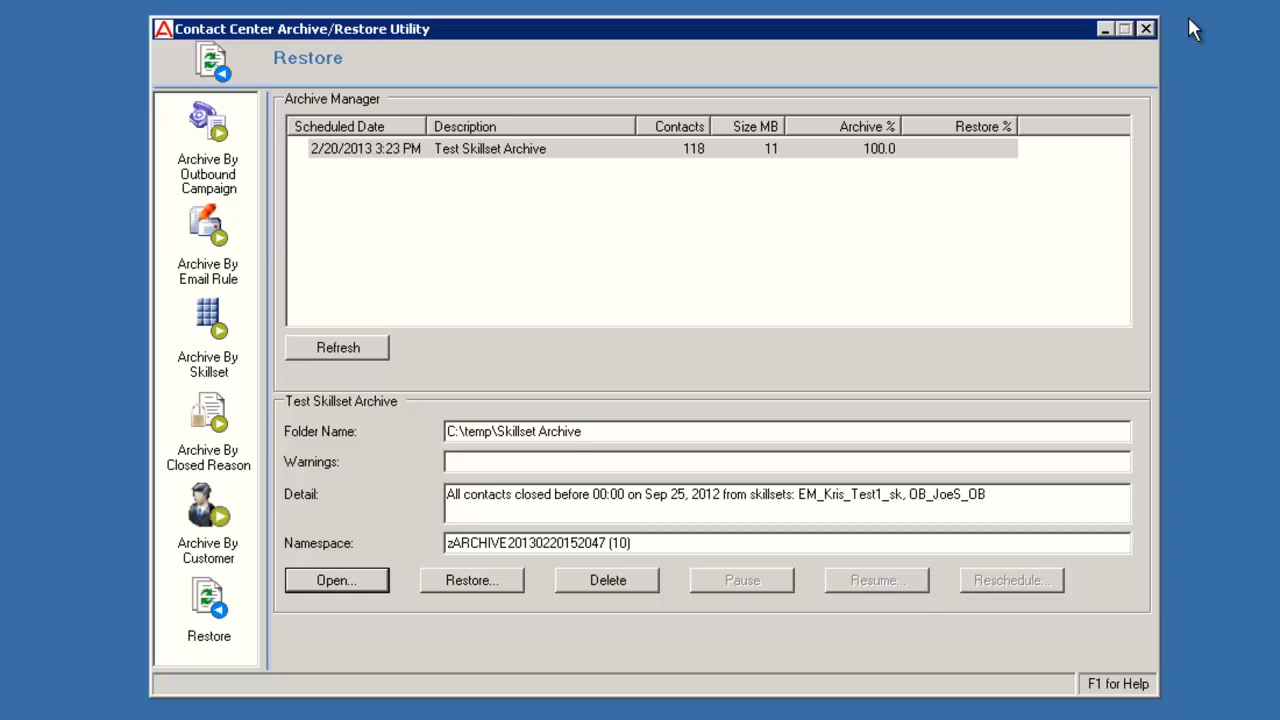 Contact Center Archive/Restore Utility
Restore
Archive By
Outbound
Campaign
Archive By
Email Rule
Archive By
Skillset
Archive By
Closed Reason
Archive By
Customer
Restore
Archive Manager
Scheduled Date Description Contacts Size MB Archive % Restore %
2/20/2013 3:23 PM Test Skillset Archive 118 11 100.0
Refresh
Test Skillset Archive
Folder Name: C:\temp\Skillset Archive
Warnings:
Detail: All contacts closed before 00:00 on Sep 25, 2012 from skillsets: EM_Kris_Test1_sk, OB_JoeS_OB
Namespace: zARCHIVE20130220152047 (10)
Open... Restore... Delete Pause Resume... Reschedule...
F1 for Help